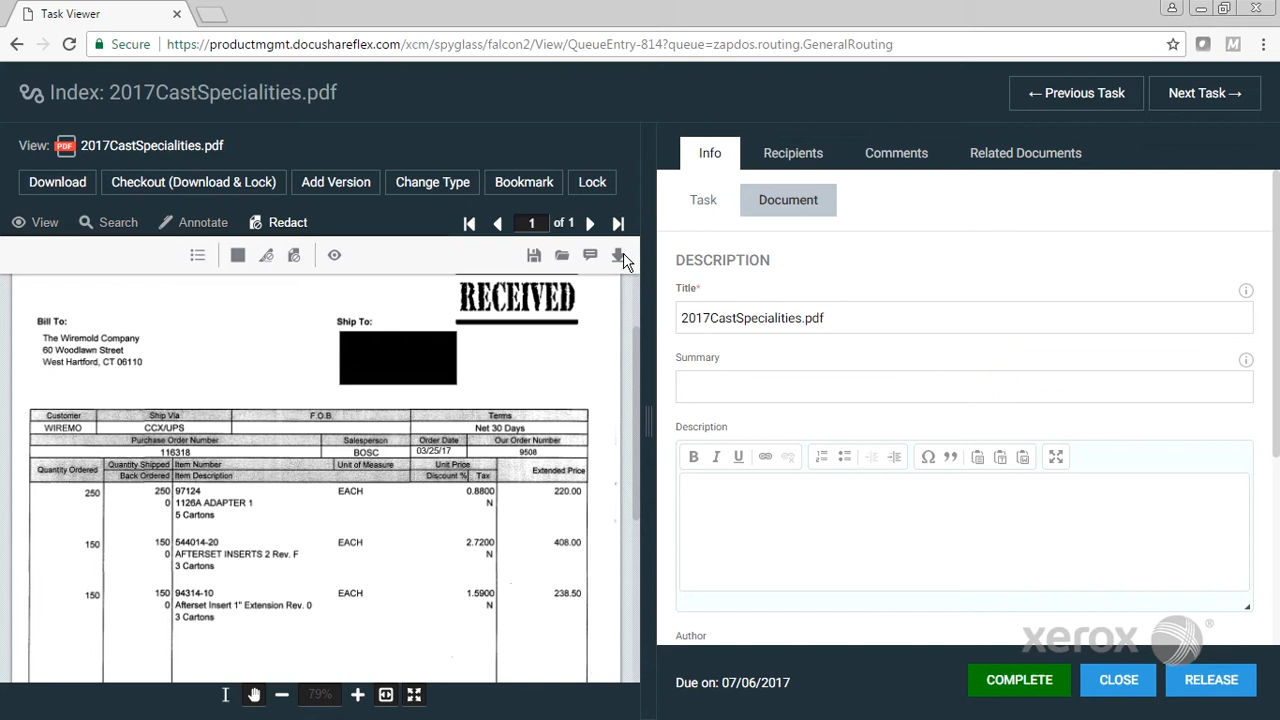 Task Viewer
Secure https://productmgmt.docushareflex.com/xcm/spyglass/falcon2/View/QueueEntry-814?queue=zapdos.routing.GeneralRouting
Index: 2017CastSpecialities.pdf
← Previous Task
Next Task →
View: PDF 2017CastSpecialities.pdf
Download
Checkout (Download & Lock)
Add Version
Change Type
Bookmark
Lock
View
Search
Annotate
Redact
1 of 1
RECEIVED
Bill To:
The Wiremold Company
60 Woodlawn Street
West Hartford, CT 06110
Ship To:
Customer Ship Via F.O.B. Terms
WIREMO CCX/UPS Net 30 Days
Purchase Order Number Salesperson Order Date Our Order Number
116318 BOSC 03/25/17 9508
Quantity Ordered Quantity Shipped Item Number Unit of Measure Unit Price Extended Price
Back Ordered Item Description Discount % Tax
250 250 97124 EACH 0.8800 220.00
0 1126A ADAPTER 1 N
5 Cartons
150 150 544014-20 EACH 2.7200 408.00
0 AFTERSET INSERTS 2 Rev. F N
3 Cartons
150 150 94314-10 EACH 1.5900 238.50
0 Afterset Insert 1" Extension Rev. 0 N
3 Cartons
79%
Info
Recipients
Comments
Related Documents
Task
Document
DESCRIPTION
Title*
2017CastSpecialities.pdf
Summary
Description
B I U
Author
xerox ®
Due on: 07/06/2017
COMPLETE
CLOSE
RELEASE